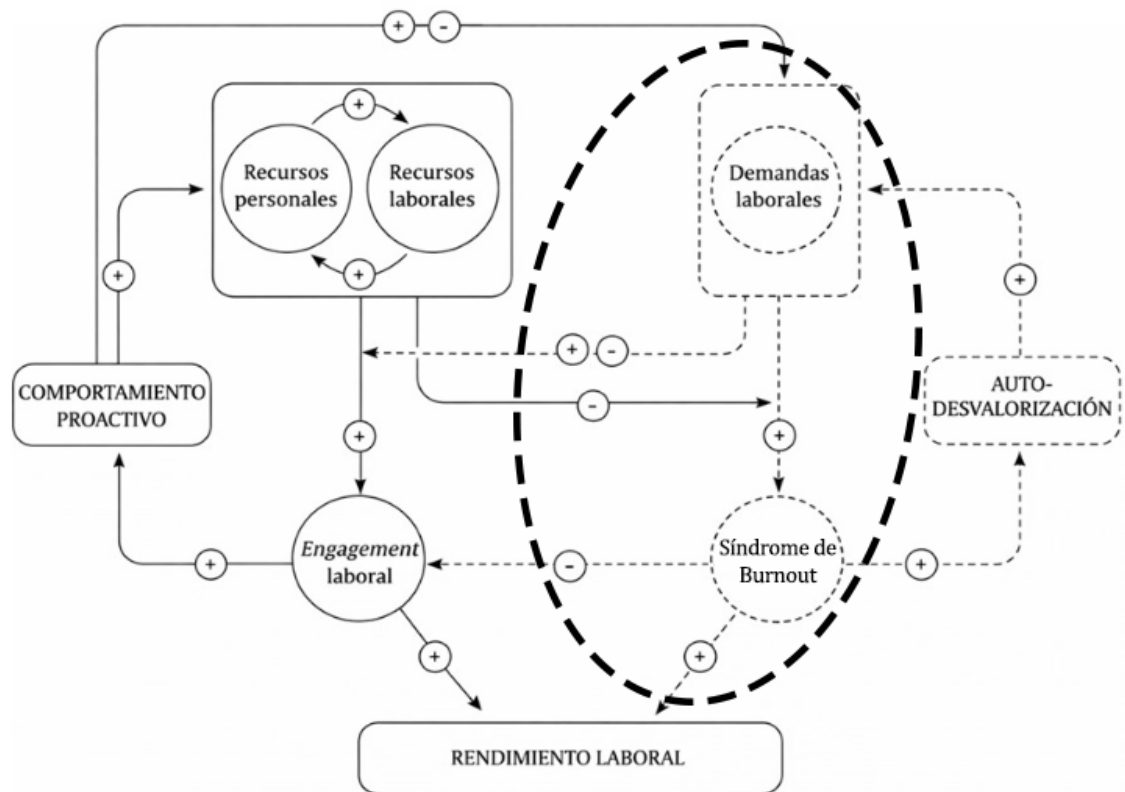 + -
+
Recursos
personales
Recursos
laborales
+
Demandas
laborales
+
+
+ -
COMPORTAMIENTO
PROACTIVO
-
AUTO-
DESVALORIZACIÓN
+
+
Engagement
laboral
Síndrome de
Burnout
+
-
+
+
+
RENDIMIENTO LABORAL